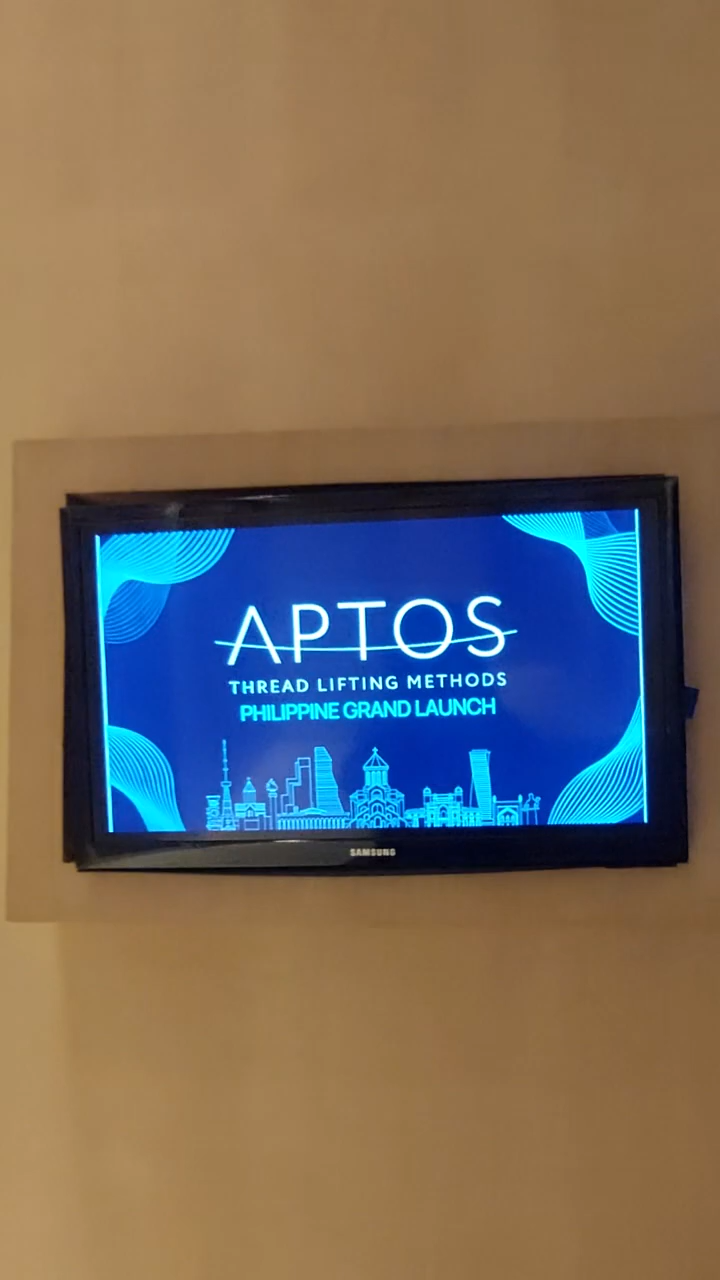 APTOS
THREAD LIFTING METHODS
PHILIPPINE GRAND LAUNCH
SAMSUNG